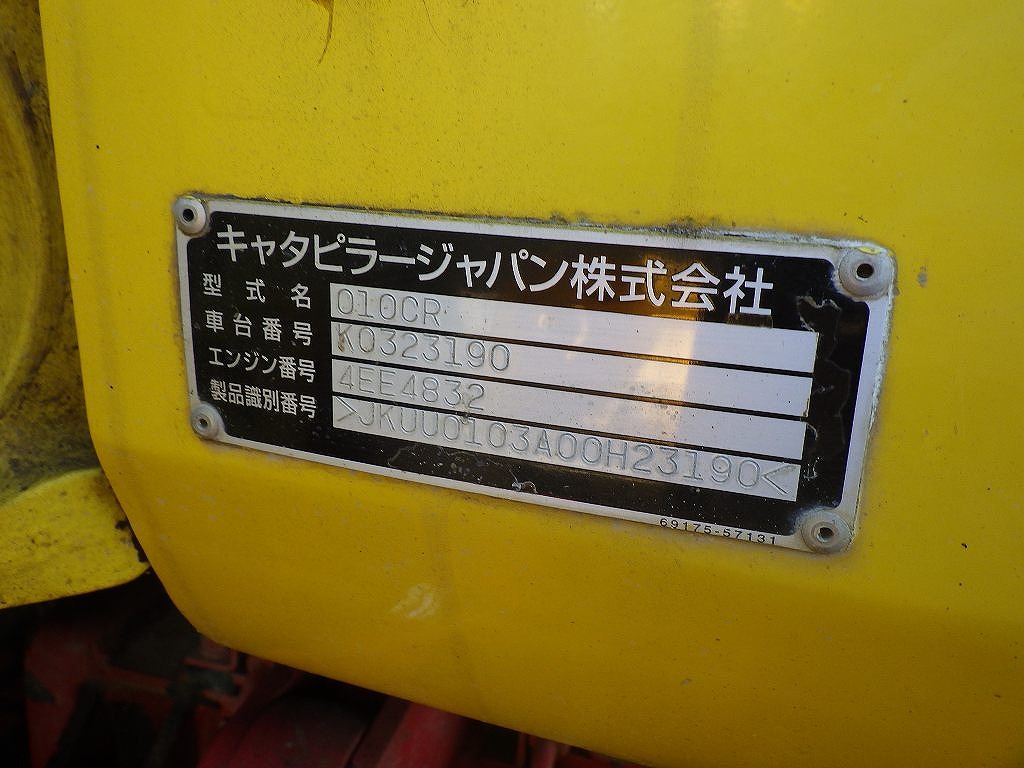 キャタピラージャパン株式会社
型式名 010CR
車台番号 K0323190
エンジン番号 4EE4832
製品識別番号 >JKUU0103A00H23190<
69175-57131